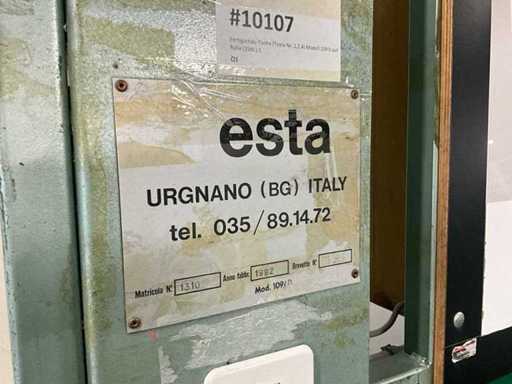 #10107
esta
URGNANO (BG) ITALY
tel. 035/89.14.72
Matricola N° 1310 Anno fabbr. 1982 Brevetto N°
Mod. 109/